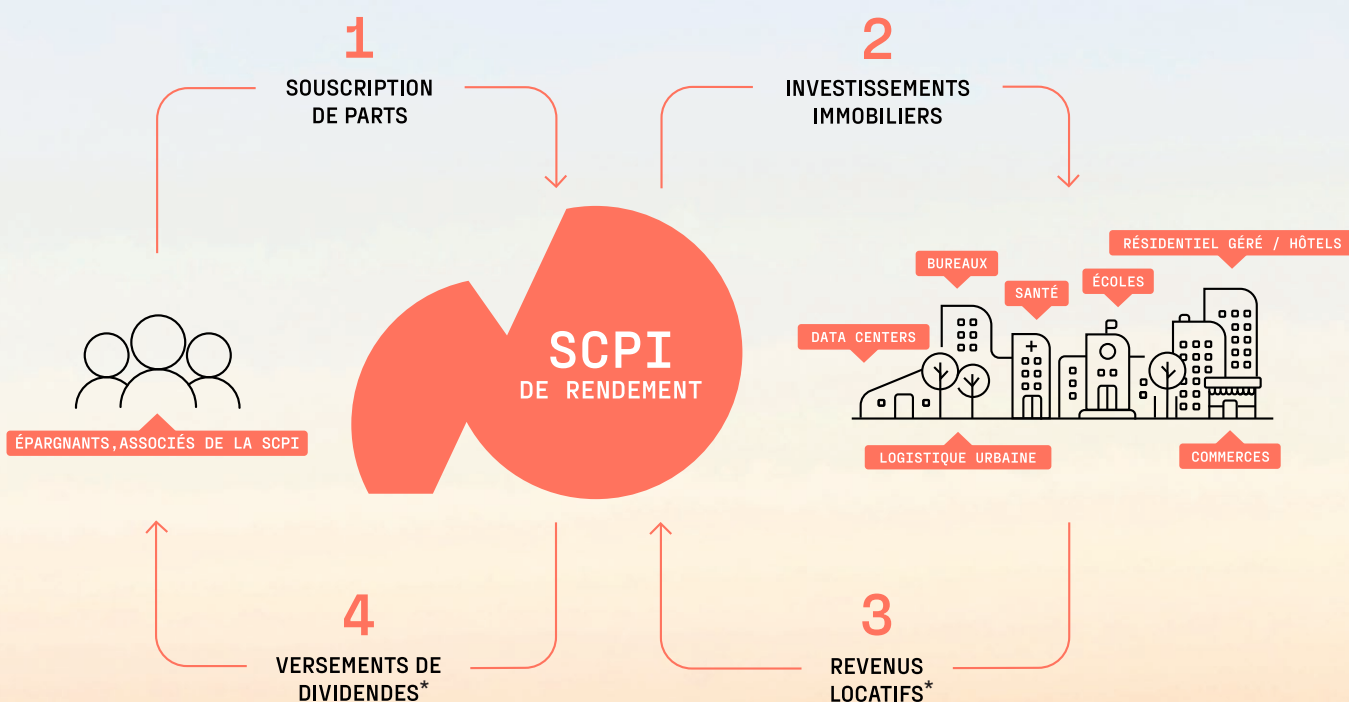 1
SOUSCRIPTION
DE PARTS
2
INVESTISSEMENTS
IMMOBILIERS
RÉSIDENTIEL GÉRÉ / HÔTELS
BUREAUX
SANTÉ
ÉCOLES
DATA CENTERS
SCPI
DE RENDEMENT
ÉPARGNANTS,ASSOCIÉS DE LA SCPI
LOGISTIQUE URBAINE
COMMERCES
4
VERSEMENTS DE
DIVIDENDES*
3
REVENUS
LOCATIFS*